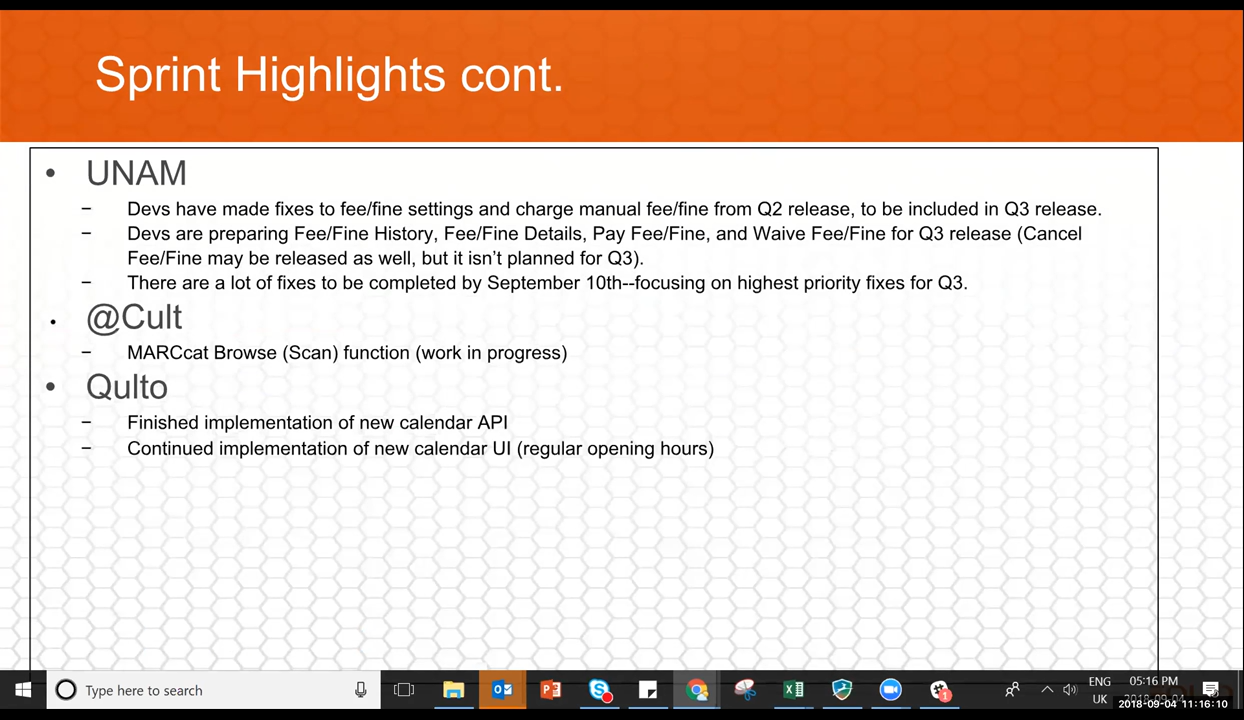 Sprint Highlights cont.
• UNAM
– Devs have made fixes to fee/fine settings and charge manual fee/fine from Q2 release, to be included in Q3 release.
– Devs are preparing Fee/Fine History, Fee/Fine Details, Pay Fee/Fine, and Waive Fee/Fine for Q3 release (Cancel
Fee/Fine may be released as well, but it isn’t planned for Q3).
– There are a lot of fixes to be completed by September 10th--focusing on highest priority fixes for Q3.
• @Cult
– MARCcat Browse (Scan) function (work in progress)
• Qulto
– Finished implementation of new calendar API
– Continued implementation of new calendar UI (regular opening hours)
Type here to search
ENG
UK
05:16 PM
2018-09-04
2018-09-04 11:16:10